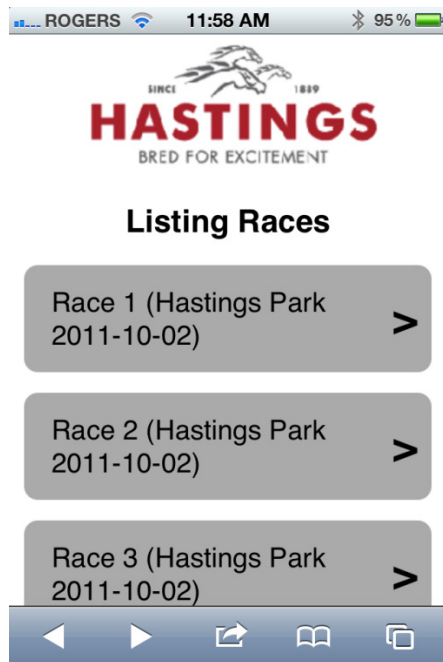 ROGERS 11:58 AM 95%
SINCE 1889
HASTINGS
BRED FOR EXCITEMENT
Listing Races
Race 1 (Hastings Park
2011-10-02)
>
Race 2 (Hastings Park
2011-10-02)
>
Race 3 (Hastings Park
2011-10-02)
>